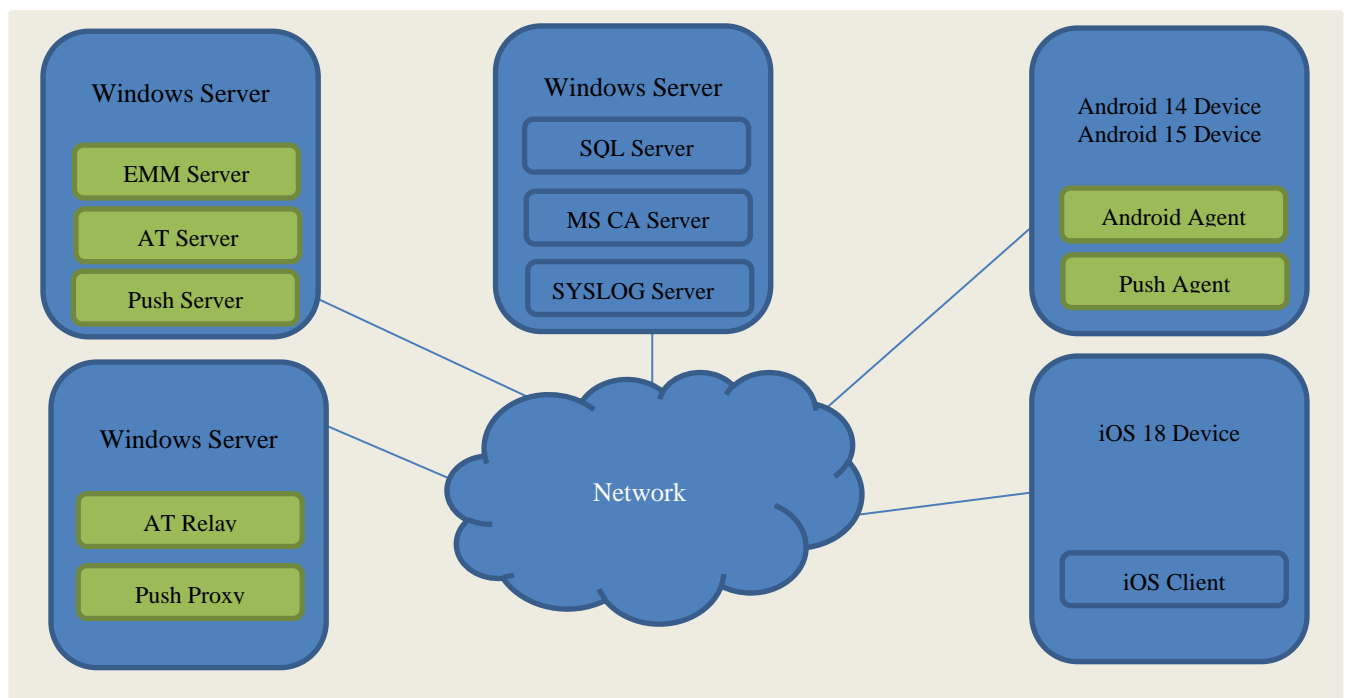 Windows Server
EMM Server
AT Server
Push Server
Windows Server
SQL Server
MS CA Server
SYSLOG Server
Android 14 Device
Android 15 Device
Android Agent
Push Agent
Windows Server
AT Relay
Push Proxy
Network
iOS 18 Device
iOS Client